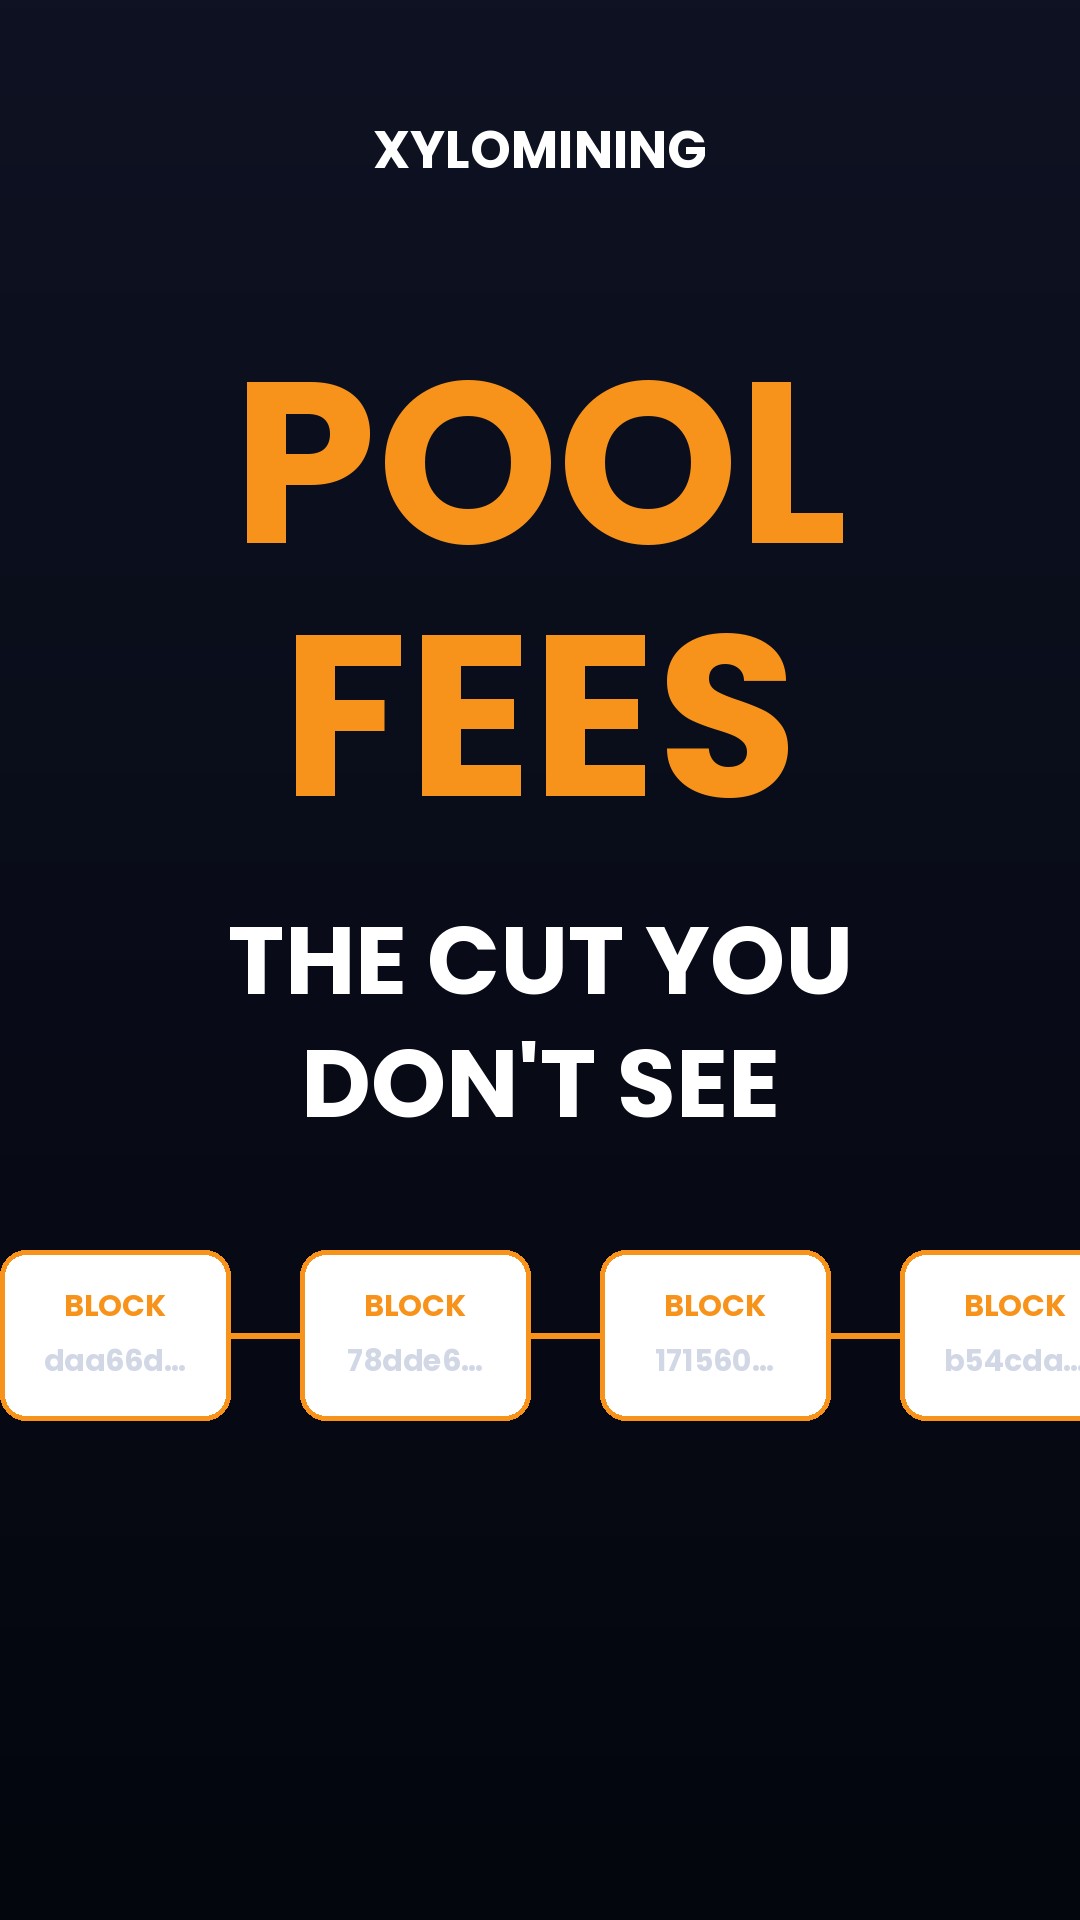 XYLOMINING
POOL
FEES
THE CUT YOU
DON'T SEE
BLOCK BLOCK BLOCK BLOCK
daa66d... 78dde6... 171560... b54cda...